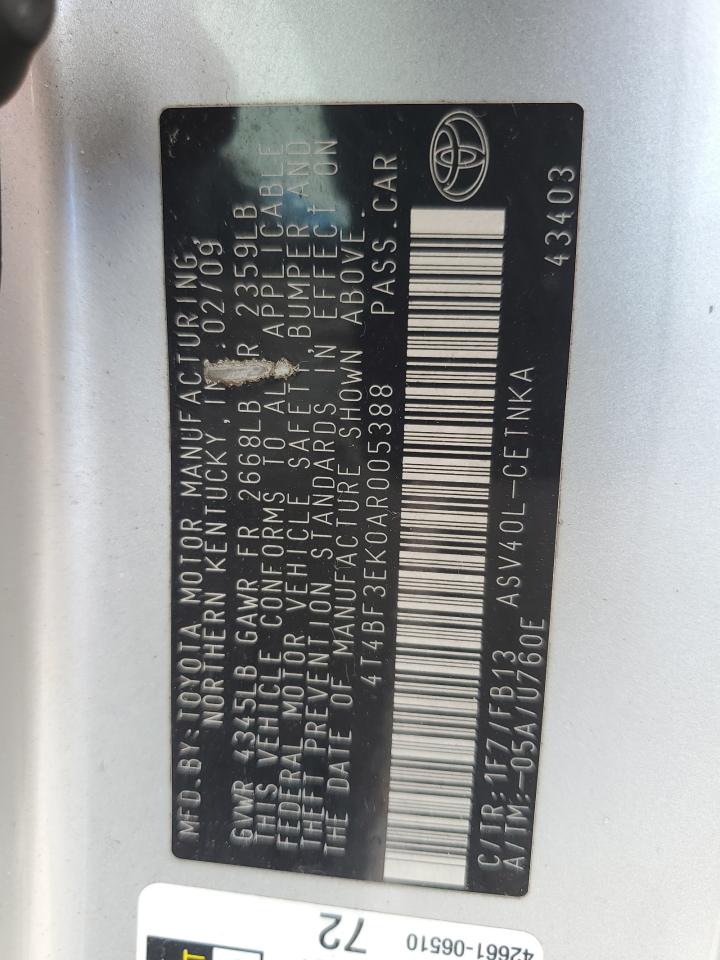 MFD.BY:TOYOTA MOTOR MANUFACTURING,
NORTHERN KENTUCKY, 02/09
GVWR 4345LB GAWR FR 2668LB RR 2359LB
THIS VEHICLE CONFORMS TO ALL APPLICABLE
FEDERAL MOTOR VEHICLE SAFETY, BUMPER AND
THEFT PREVENTION STANDARDS IN EFFECT ON
THE DATE OF MANUFACTURE SHOWN ABOVE.
4T4BF3EK0AR005388 PASS.CAR
C/TR:1F7/FB13 ASV40L-CETNKA
A/TM:-05A/U760E 43403
72
42661-06510